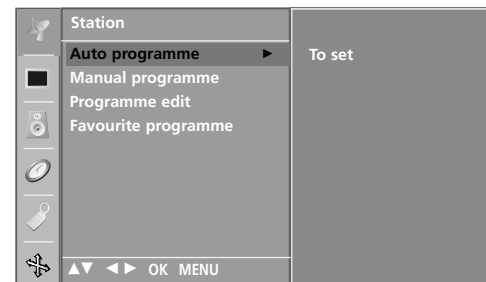 Station
Auto programme ► To set
Manual programme
Programme edit
Favourite programme
▲▼ ◄► OK MENU